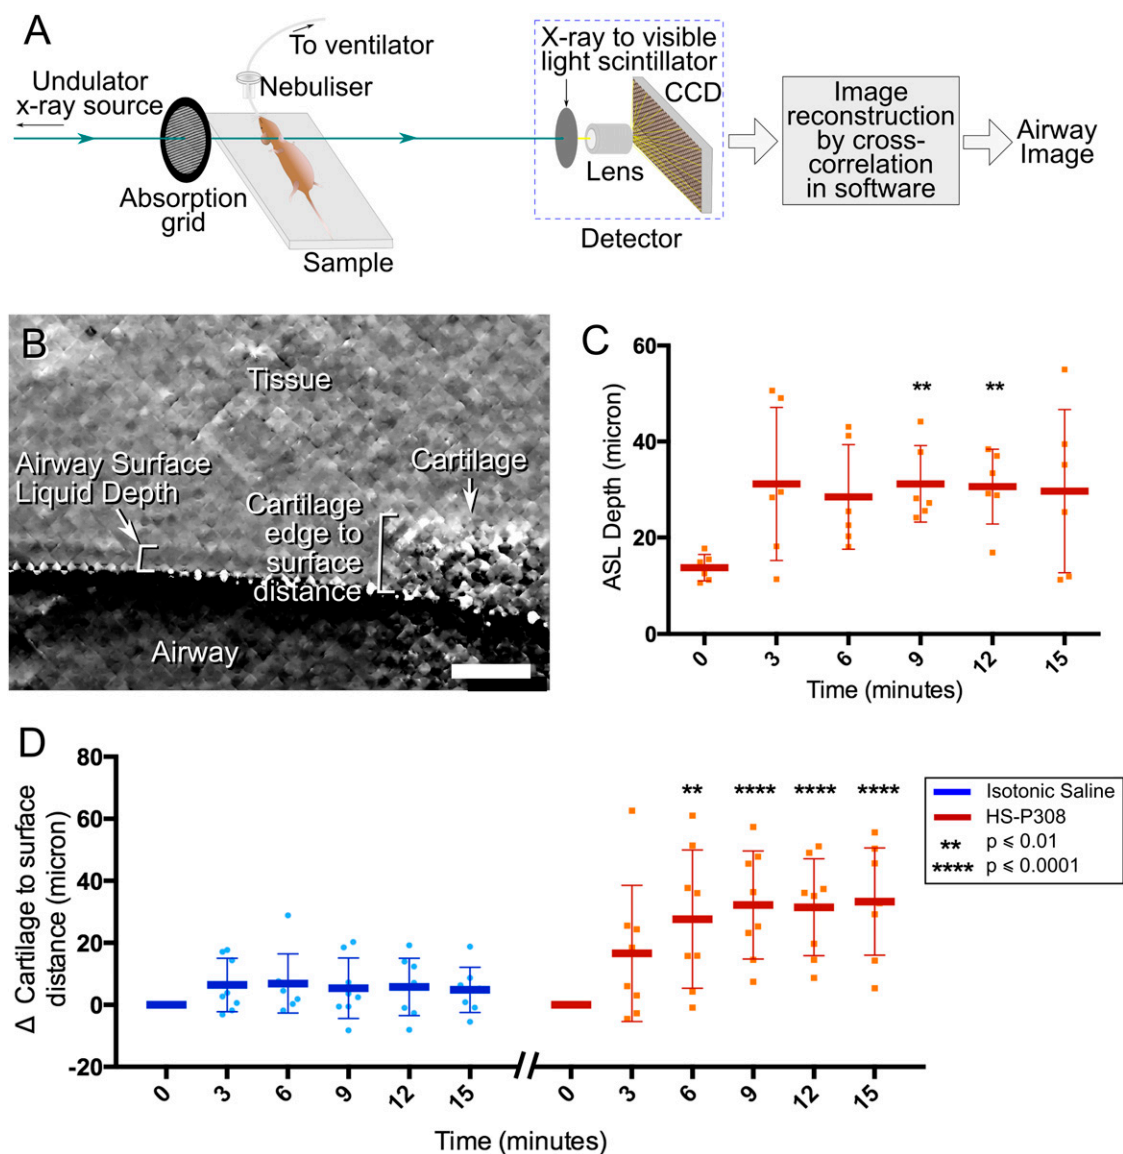 A
To ventilator
Undulator
x-ray source
Nebuliser
Absorption
grid
Sample
X-ray to visible
light scintillator
CCD
Lens
Detector
Image
reconstruction
by cross-
correlation
in software
Airway
Image
B
Tissue
Airway Surface
Liquid Depth
Cartilage
Cartilage
edge to
surface
distance
Airway
C
ASL Depth (micron)
60
40
20
0
** **
0 3 6 9 12 15
Time (minutes)
D
Δ Cartilage to surface
distance (micron)
80
60
40
20
0
-20
** **** **** ****
0 3 6 9 12 15 0 3 6 9 12 15
Time (minutes)
Isotonic Saline
HS-P308
** p ⩽ 0.01
**** p ⩽ 0.0001